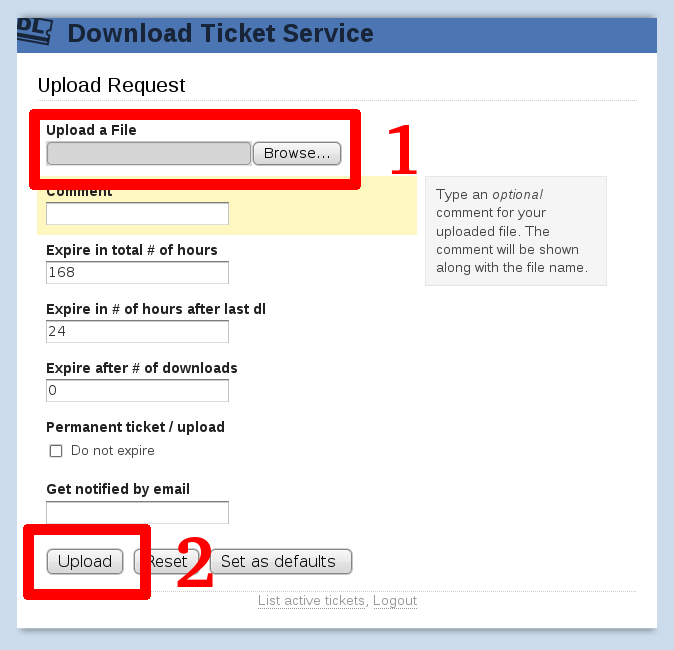 DL
Download Ticket Service
Upload Request
Upload a File
Browse...
1
Comment
Type an optional
comment for your
uploaded file. The
comment will be shown
along with the file name.
Expire in total # of hours
168
Expire in # of hours after last dl
24
Expire after # of downloads
0
Permanent ticket / upload
Do not expire
Get notified by email
Upload
Reset
2
Set as defaults
List active tickets, Logout